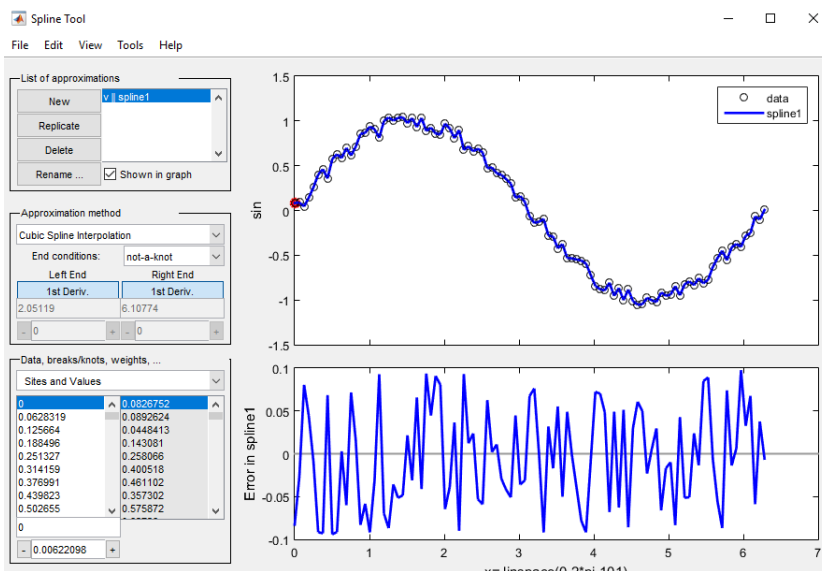 Spline Tool
File Edit View Tools Help
List of approximations
New
Replicate
Delete
Rename ...
v || spline1
Shown in graph
Approximation method
Cubic Spline Interpolation
End conditions: not-a-knot
Left End Right End
1st Deriv. 1st Deriv.
2.05119 6.10774
- 0 + - 0 +
Data, breaks/knots, weights, ...
Sites and Values
0 0.0826752
0.0628319 0.0892624
0.125664 0.0448413
0.188496 0.143081
0.251327 0.258066
0.314159 0.400518
0.376991 0.461102
0.439823 0.357302
0.502655 0.575872
0
- 0.00622098 +
1.5
1
0.5
0
-0.5
-1
-1.5
sin
data
spline1
0.1
0.05
0
-0.05
-0.1
Error in spline1
0 1 2 3 4 5 6 7